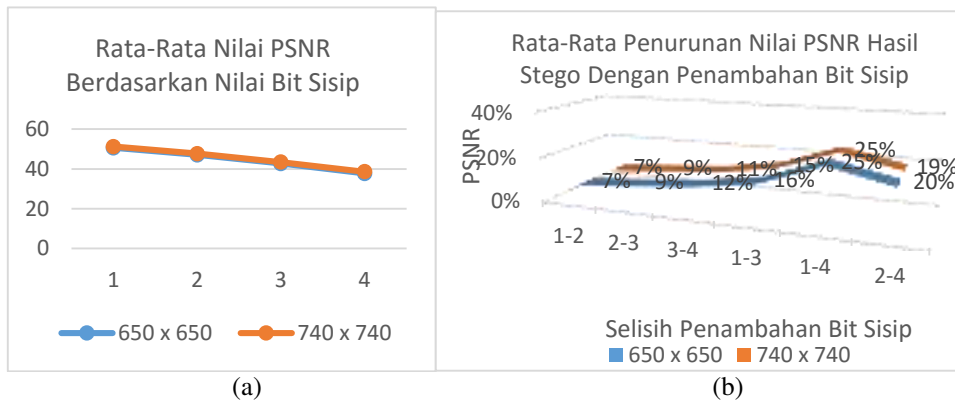 Rata-Rata Nilai PSNR
Berdasarkan Nilai Bit Sisip
60
40
20
0
1 2 3 4
650 x 650 740 x 740
(a)
Rata-Rata Penurunan Nilai PSNR Hasil
Stego Dengan Penambahan Bit Sisip
PSNR
40%
20%
0%
7% 9% 11% 15% 25% 19%
7% 9% 12% 16% 25% 20%
1-2 2-3 3-4 1-3 1-4 2-4
Selisih Penambahan Bit Sisip
650 x 650 740 x 740
(b)